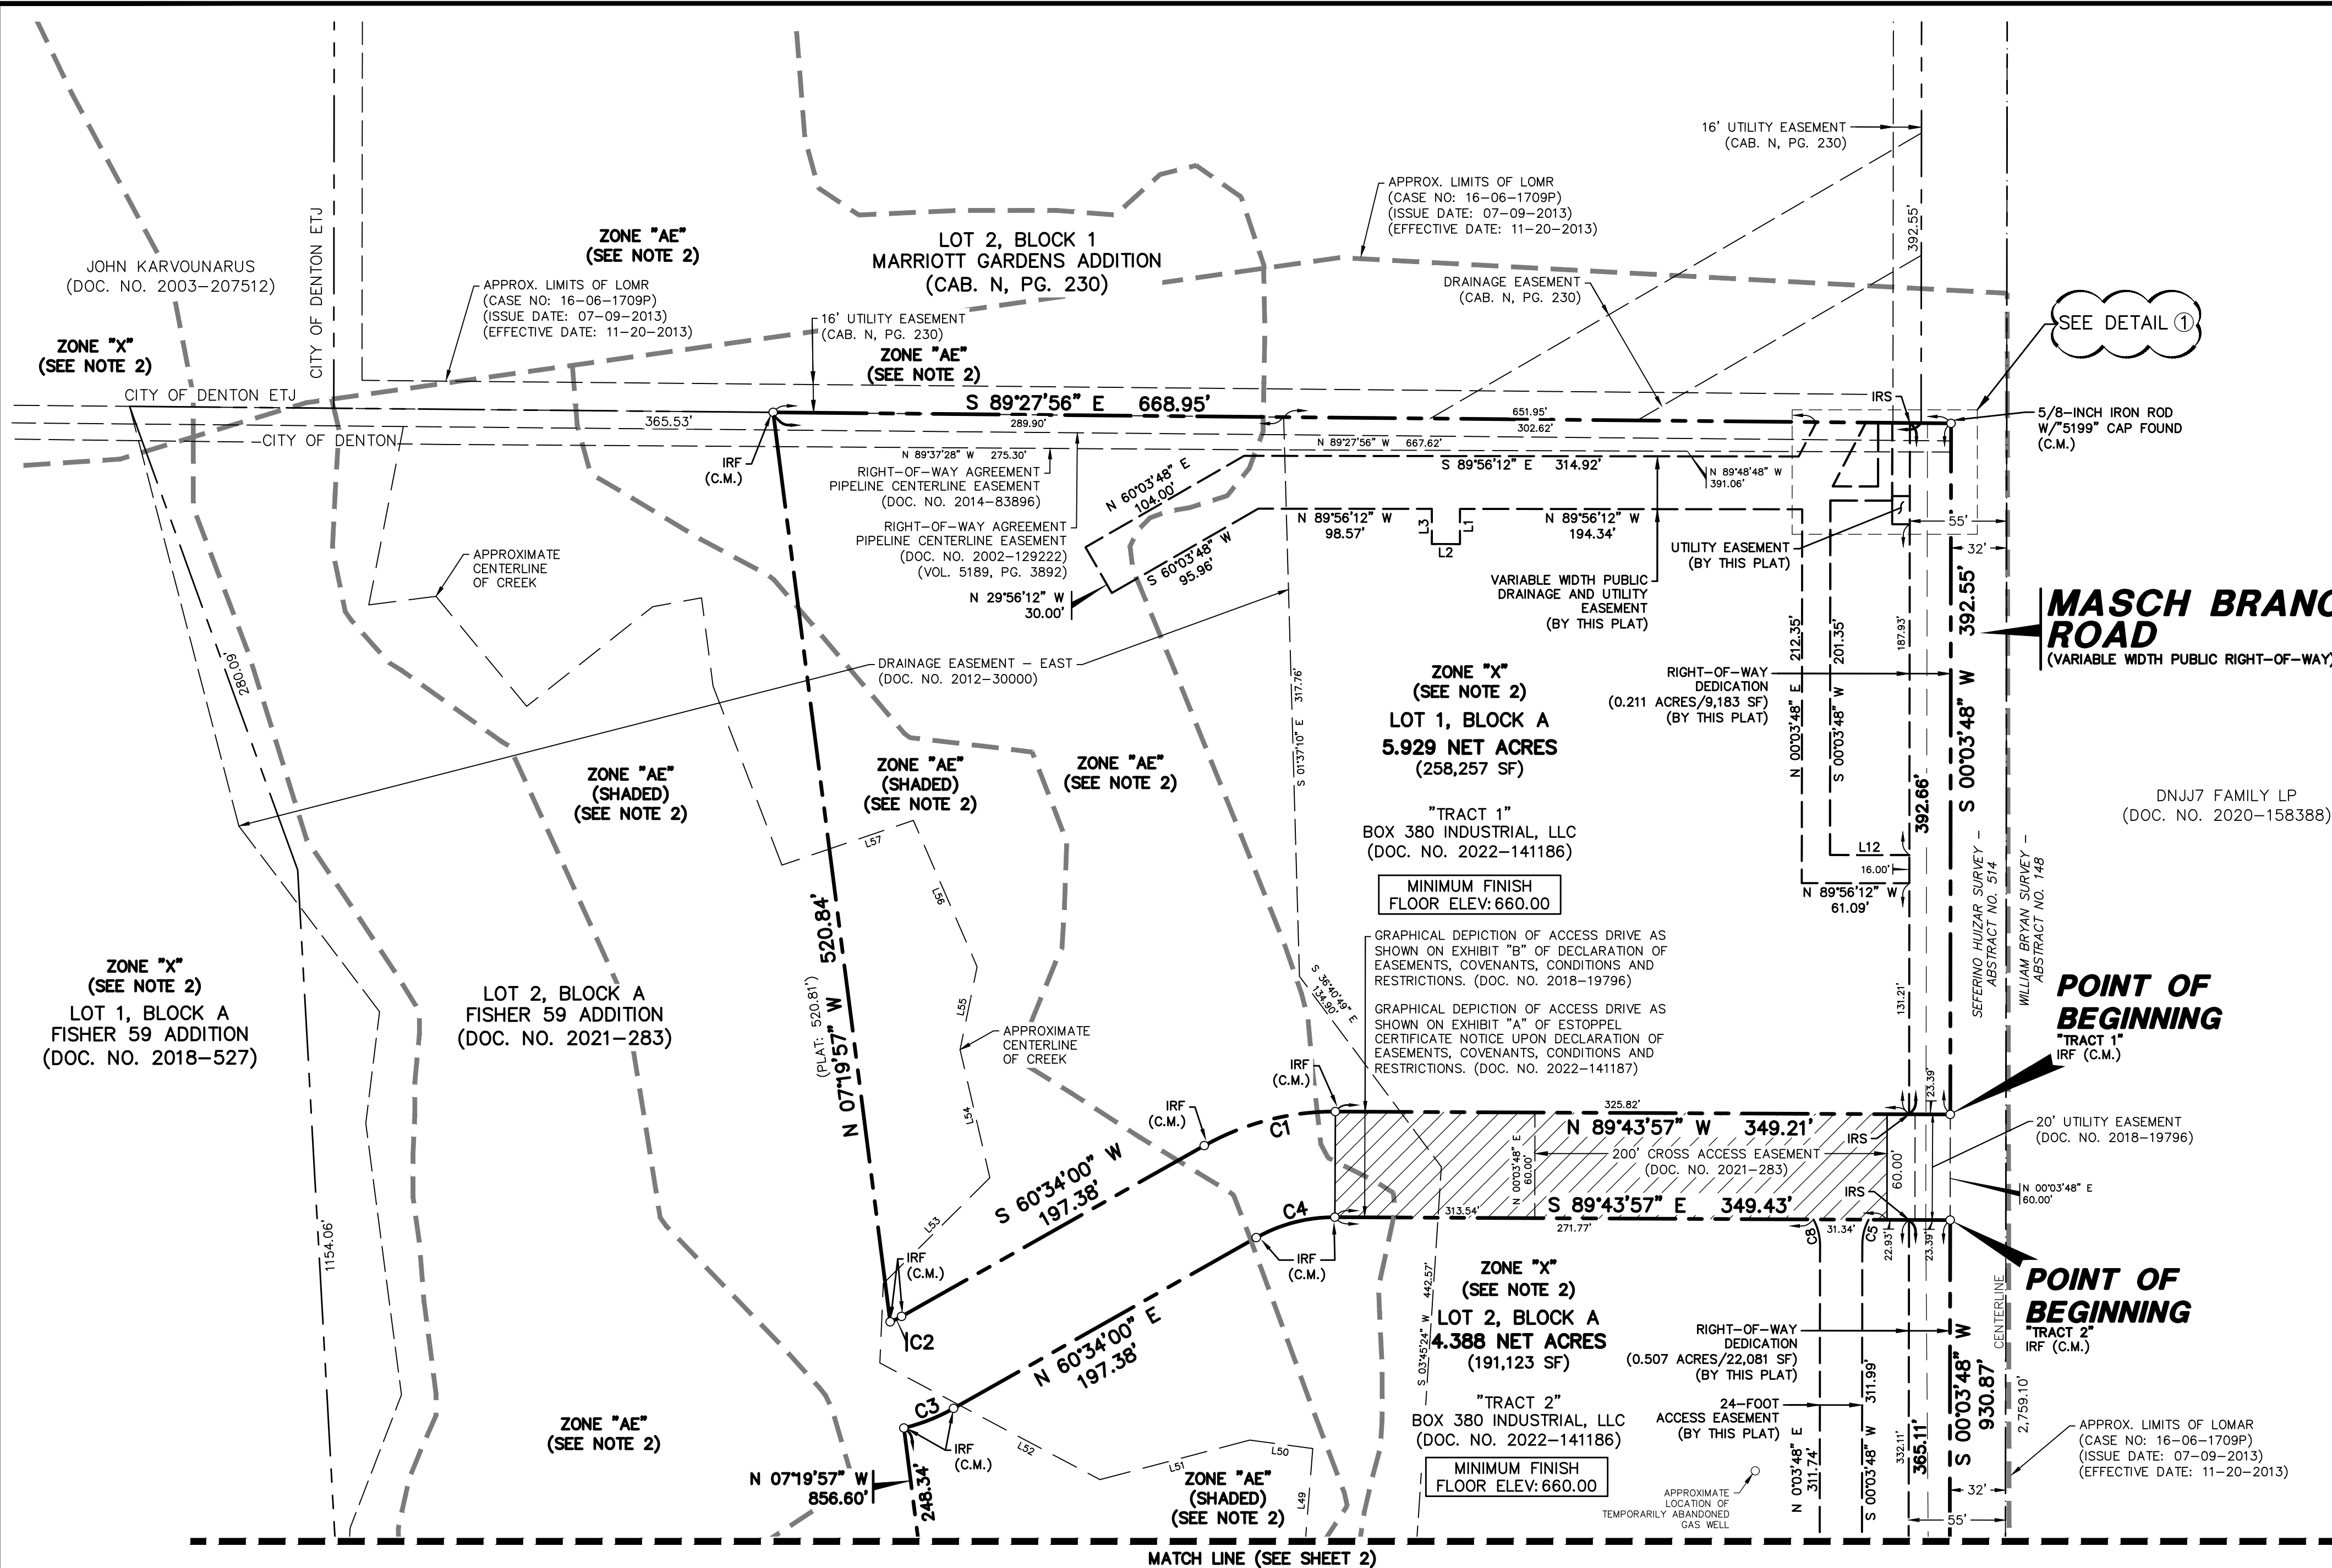 16' UTILITY EASEMENT
(CAB. N, PG. 230)
392.55'
APPROX. LIMITS OF LOMR
(CASE NO: 16-06-1709P)
(ISSUE DATE: 07-09-2013)
(EFFECTIVE DATE: 11-20-2013)
CITY OF DENTON ETJ
ZONE "AE"
(SEE NOTE 2)
LOT 2, BLOCK 1
MARRIOTT GARDENS ADDITION
(CAB. N, PG. 230)
JOHN KARVOUNARUS
(DOC. NO. 2003-207512)
APPROX. LIMITS OF LOMR
(CASE NO: 16-06-1709P)
(ISSUE DATE: 07-09-2013)
(EFFECTIVE DATE: 11-20-2013)
DRAINAGE EASEMENT
(CAB. N, PG. 230)
16' UTILITY EASEMENT
(CAB. N, PG. 230)
SEE DETAIL 1
ZONE "X"
(SEE NOTE 2)
ZONE "AE"
(SEE NOTE 2)
CITY OF DENTON ETJ
S 89°27'56" E 668.95'
IRS
365.53'
289.90'
651.95'
302.62'
5/8-INCH IRON ROD
W/"5199" CAP FOUND
(C.M.)
CITY OF DENTON
N 89°27'56" W 667.62'
IRF
(C.M.)
N 89°37'28" W 275.30'
RIGHT-OF-WAY AGREEMENT
PIPELINE CENTERLINE EASEMENT
(DOC. NO. 2014-83896)
N 60°03'48" E
104.00'
S 89°56'12" E 314.92'
N 89°48'48" W
391.06'
RIGHT-OF-WAY AGREEMENT
PIPELINE CENTERLINE EASEMENT
(DOC. NO. 2002-129222)
(VOL. 5189, PG. 3892)
N 89°56'12" W
98.57'
L3
L1
L2
N 89°56'12" W
194.34'
55'
32'
APPROXIMATE
CENTERLINE
OF CREEK
S 60°03'48" W
95.96'
UTILITY EASEMENT
(BY THIS PLAT)
N 29°56'12" W
30.00'
VARIABLE WIDTH PUBLIC
DRAINAGE AND UTILITY
EASEMENT
(BY THIS PLAT)
S 00°03'48" W 392.55'
MASCH BRANC
ROAD
(VARIABLE WIDTH PUBLIC RIGHT-OF-WAY)
N 00°03'48" E 212.35'
S 00°03'48" W 201.35'
187.93'
280.09'
DRAINAGE EASEMENT - EAST
(DOC. NO. 2012-30000)
S 01°37'10" E 317.76'
ZONE "X"
(SEE NOTE 2)
LOT 1, BLOCK A
5.929 NET ACRES
(258,257 SF)
RIGHT-OF-WAY
DEDICATION
(0.211 ACRES/9,183 SF)
(BY THIS PLAT)
ZONE "AE"
(SHADED)
(SEE NOTE 2)
ZONE "AE"
(SHADED)
(SEE NOTE 2)
ZONE "AE"
(SEE NOTE 2)
392.66'
DNJJ7 FAMILY LP
(DOC. NO. 2020-158388)
"TRACT 1"
BOX 380 INDUSTRIAL, LLC
(DOC. NO. 2022-141186)
L57
L12
16.00'
MINIMUM FINISH
FLOOR ELEV: 660.00
N 89°56'12" W
61.09'
SEFERINO HUIZAR SURVEY -
ABSTRACT NO. 514
WILLIAM BRYAN SURVEY -
ABSTRACT NO. 148
L56
N 07°19'57" W 520.84'
(PLAT: 520.81')
GRAPHICAL DEPICTION OF ACCESS DRIVE AS
SHOWN ON EXHIBIT "B" OF DECLARATION OF
EASEMENTS, COVENANTS, CONDITIONS AND
RESTRICTIONS. (DOC. NO. 2018-19796)
S 36°40'49" E
134.90'
ZONE "X"
(SEE NOTE 2)
LOT 1, BLOCK A
FISHER 59 ADDITION
(DOC. NO. 2018-527)
LOT 2, BLOCK A
FISHER 59 ADDITION
(DOC. NO. 2021-283)
L55
131.21'
POINT OF
BEGINNING
"TRACT 1"
IRF (C.M.)
GRAPHICAL DEPICTION OF ACCESS DRIVE AS
SHOWN ON EXHIBIT "A" OF ESTOPPEL
CERTIFICATE NOTICE UPON DECLARATION OF
EASEMENTS, COVENANTS, CONDITIONS AND
RESTRICTIONS. (DOC. NO. 2022-141187)
APPROXIMATE
CENTERLINE
OF CREEK
IRF
(C.M.)
23.39'
L54
IRF
(C.M.)
C1
325.82'
N 89°43'57" W 349.21'
IRS
20' UTILITY EASEMENT
(DOC. NO. 2018-19796)
200' CROSS ACCESS EASEMENT
(DOC. NO. 2021-283)
N 00°03'48" E
60.00'
60.00'
S 60°34'00" W
197.38'
IRS
N 00°03'48" E
60.00'
L53
C4
313.54'
S 89°43'57" E 349.43'
271.77'
C8
31.34'
C5
22.93'
23.39'
1154.06'
IRF
(C.M.)
IRF
(C.M.)
ZONE "X"
(SEE NOTE 2)
LOT 2, BLOCK A
4.388 NET ACRES
(191,123 SF)
S 03°45'24" W 442.57'
POINT OF
BEGINNING
"TRACT 2"
IRF (C.M.)
CENTERLINE
C2
RIGHT-OF-WAY
DEDICATION
(0.507 ACRES/22,081 SF)
(BY THIS PLAT)
N 60°34'00" E
197.38'
C3
"TRACT 2"
BOX 380 INDUSTRIAL, LLC
(DOC. NO. 2022-141186)
24-FOOT
ACCESS EASEMENT
(BY THIS PLAT)
N 0°03'48" E
311.74'
S 00°03'48" W 311.99'
332.11'
365.11'
S 00°03'48" W
930.87'
2,759.10'
ZONE "AE"
(SEE NOTE 2)
IRF
(C.M.)
L52
L51
L50
L49
APPROX. LIMITS OF LOMAR
(CASE NO: 16-06-1709P)
(ISSUE DATE: 07-09-2013)
(EFFECTIVE DATE: 11-20-2013)
N 07°19'57" W
856.60'
248.34'
ZONE "AE"
(SHADED)
(SEE NOTE 2)
MINIMUM FINISH
FLOOR ELEV: 660.00
APPROXIMATE
LOCATION OF
TEMPORARILY ABANDONED
GAS WELL
32'
55'
MATCH LINE (SEE SHEET 2)